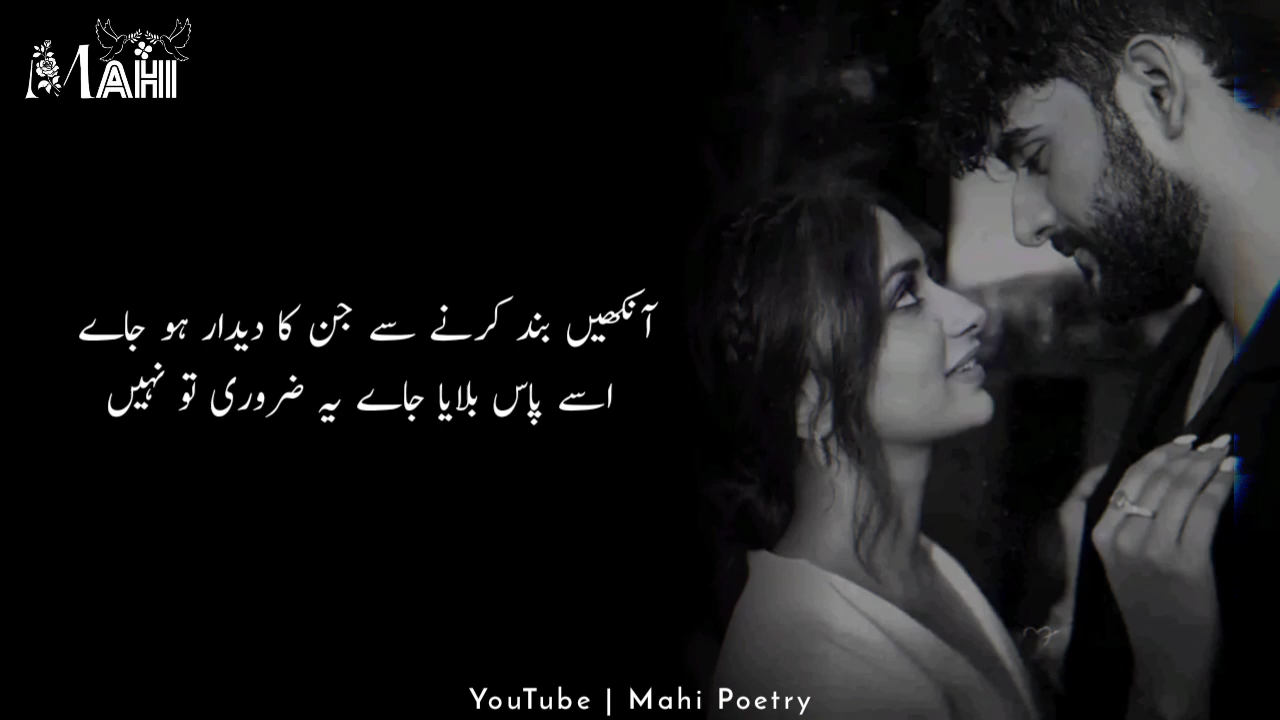 MAHI
آنکھیں بند کرنے سے جن کا دیدار ہو جاے
اسے پاس بلایا جاے یہ ضروری تو نہیں
YouTube | Mahi Poetry